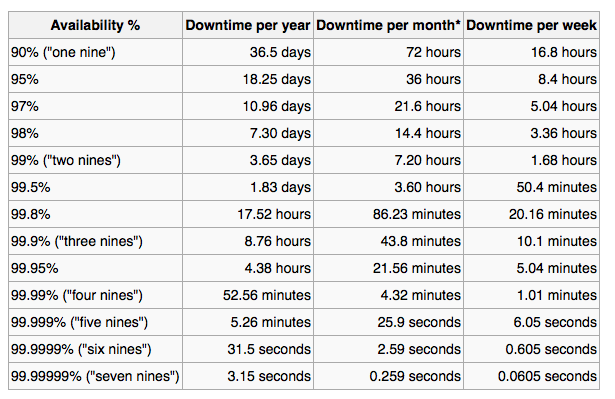 Availability % Downtime per year Downtime per month* Downtime per week
90% ("one nine") 36.5 days 72 hours 16.8 hours
95% 18.25 days 36 hours 8.4 hours
97% 10.96 days 21.6 hours 5.04 hours
98% 7.30 days 14.4 hours 3.36 hours
99% ("two nines") 3.65 days 7.20 hours 1.68 hours
99.5% 1.83 days 3.60 hours 50.4 minutes
99.8% 17.52 hours 86.23 minutes 20.16 minutes
99.9% ("three nines") 8.76 hours 43.8 minutes 10.1 minutes
99.95% 4.38 hours 21.56 minutes 5.04 minutes
99.99% ("four nines") 52.56 minutes 4.32 minutes 1.01 minutes
99.999% ("five nines") 5.26 minutes 25.9 seconds 6.05 seconds
99.9999% ("six nines") 31.5 seconds 2.59 seconds 0.605 seconds
99.99999% ("seven nines") 3.15 seconds 0.259 seconds 0.0605 seconds